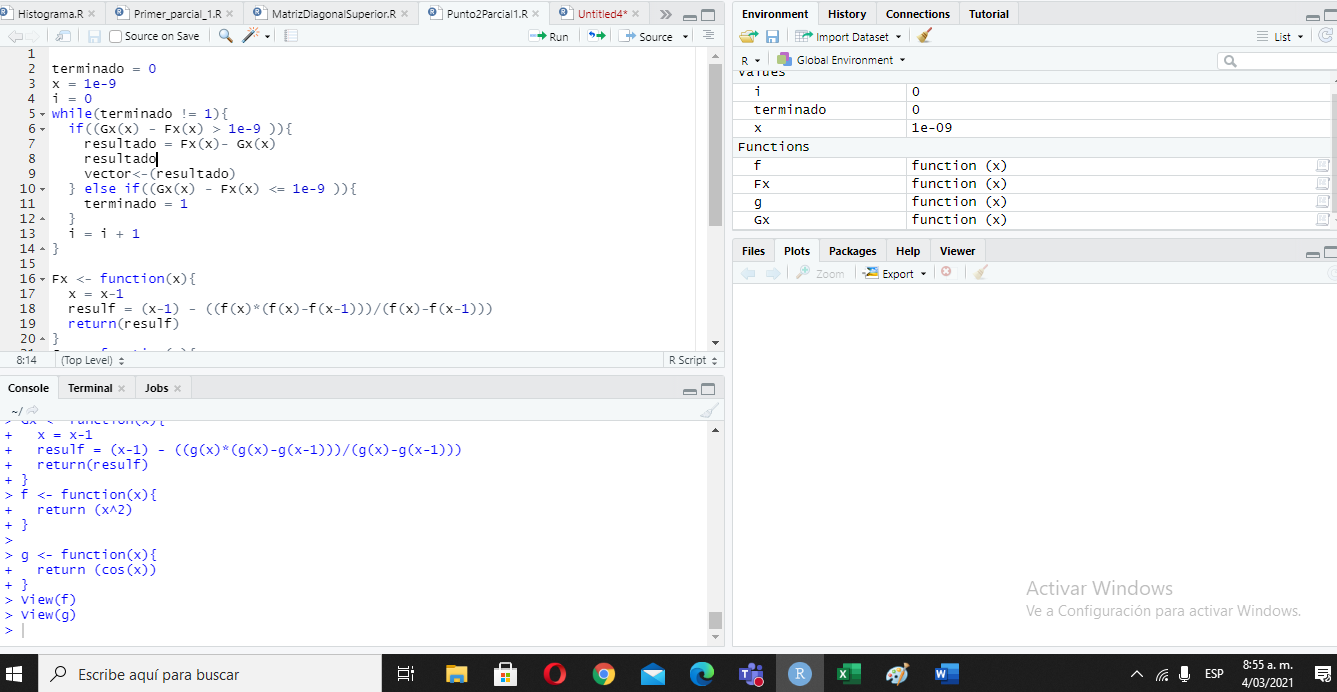 Histograma.R
Primer_parcial_1.R
MatrizDiagonalSuperior.R
Punto2Parcial1.R
Untitled4*
Source on Save
Run
Source
1
2 terminado = 0
3 x = 1e-9
4 i = 0
5 while(terminado != 1){
6 if((Gx(x) - Fx(x) > 1e-9 )){
7 resultado = Fx(x)- Gx(x)
8 resultado
9 vector<-(resultado)
10 } else if((Gx(x) - Fx(x) <= 1e-9 )){
11 terminado = 1
12 }
13 i = i + 1
14 }
15
16 Fx <- function(x){
17 x = x-1
18 resulf = (x-1) - ((f(x)*(f(x)-f(x-1)))/(f(x)-f(x-1)))
19 return(resulf)
20 }
8:14 (Top Level) R Script
Console Terminal Jobs
~/
> Gx <- function(x){
+ x = x-1
+ resulf = (x-1) - ((g(x)*(g(x)-g(x-1)))/(g(x)-g(x-1)))
+ return(resulf)
+ }
> f <- function(x){
+ return (x^2)
+ }
>
> g <- function(x){
+ return (cos(x))
+ }
> View(f)
> View(g)
>
Environment History Connections Tutorial
Import Dataset
List
R Global Environment
Values
i 0
terminado 0
x 1e-09
Functions
f function (x)
Fx function (x)
g function (x)
Gx function (x)
Files Plots Packages Help Viewer
Zoom Export
Activar Windows
Ve a Configuración para activar Windows.
Escribe aquí para buscar
ESP
8:55 a. m.
4/03/2021